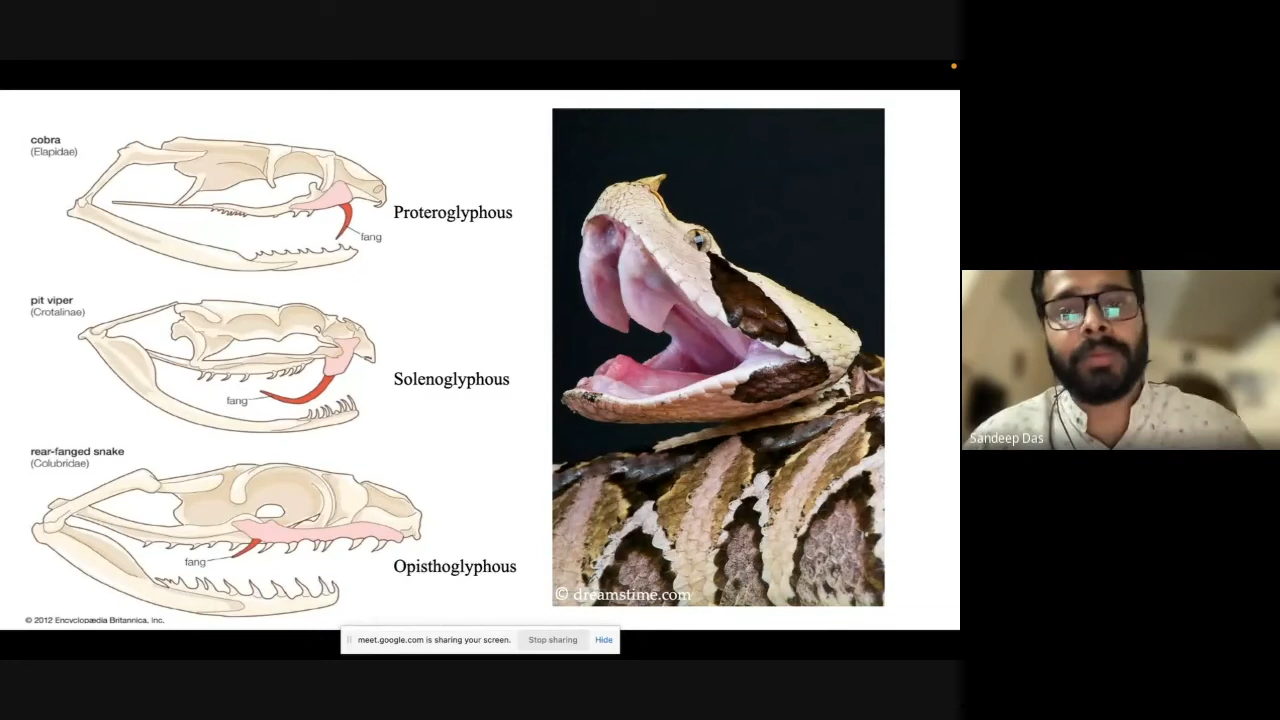 cobra
(Elapidae)
Proteroglyphous
fang
pit viper
(Crotalinae)
Solenoglyphous
fang
rear-fanged snake
(Colubridae)
fang
Opisthoglyphous
© 2012 Encyclopædia Britannica, Inc.
© dreamstime.com
Sandeep Das
meet.google.com is sharing your screen.
Stop sharing
Hide